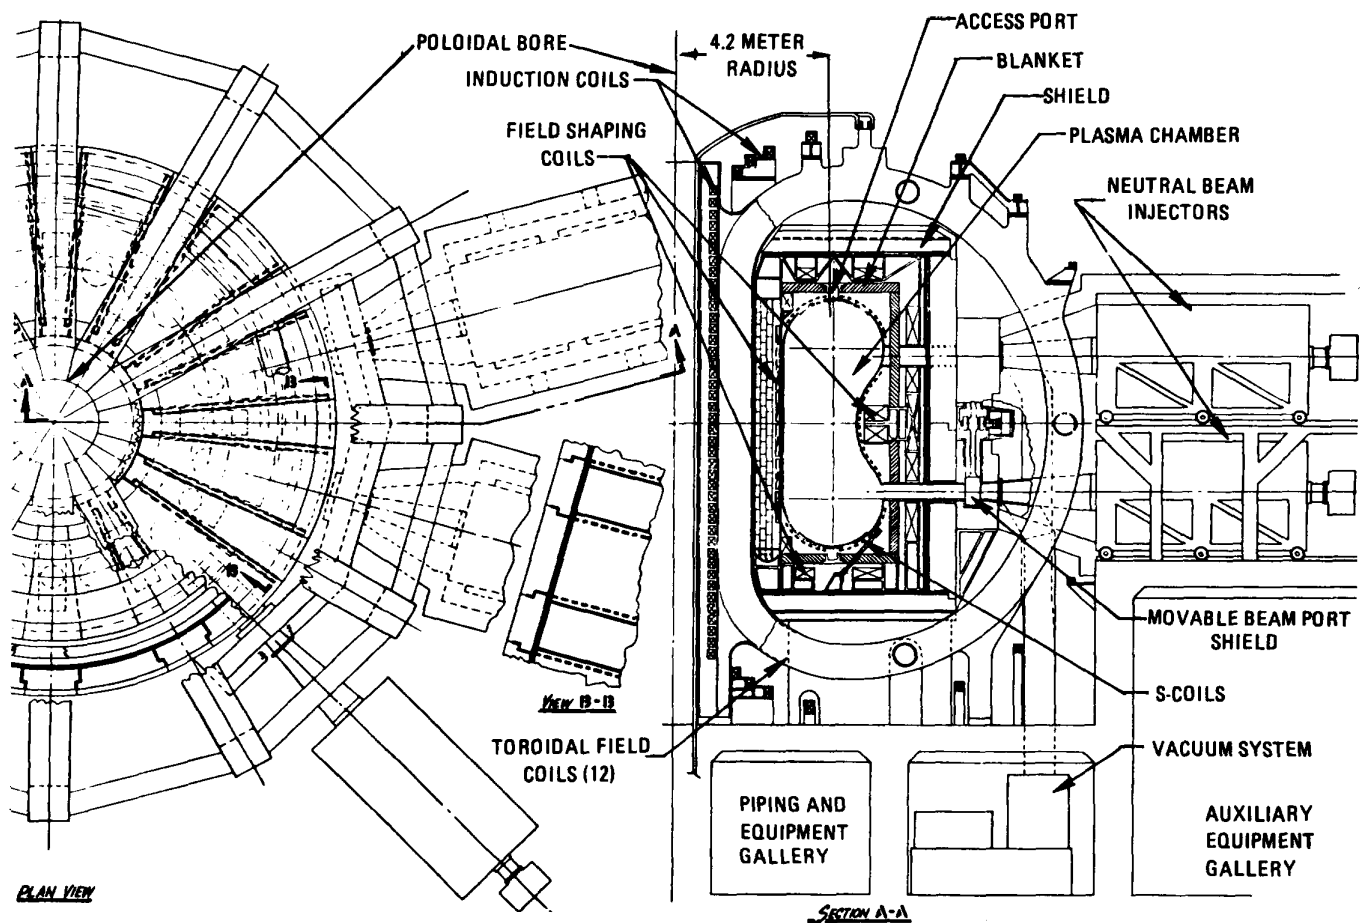 POLOIDAL BORE
INDUCTION COILS
FIELD SHAPING
COILS
4.2 METER
RADIUS
ACCESS PORT
BLANKET
SHIELD
PLASMA CHAMBER
NEUTRAL BEAM
INJECTORS
A
A
B
B
VIEW B-B
MOVABLE BEAM PORT
SHIELD
S-COILS
TOROIDAL FIELD
COILS (12)
VACUUM SYSTEM
PIPING AND
EQUIPMENT
GALLERY
AUXILIARY
EQUIPMENT
GALLERY
PLAN VIEW
SECTION A-A